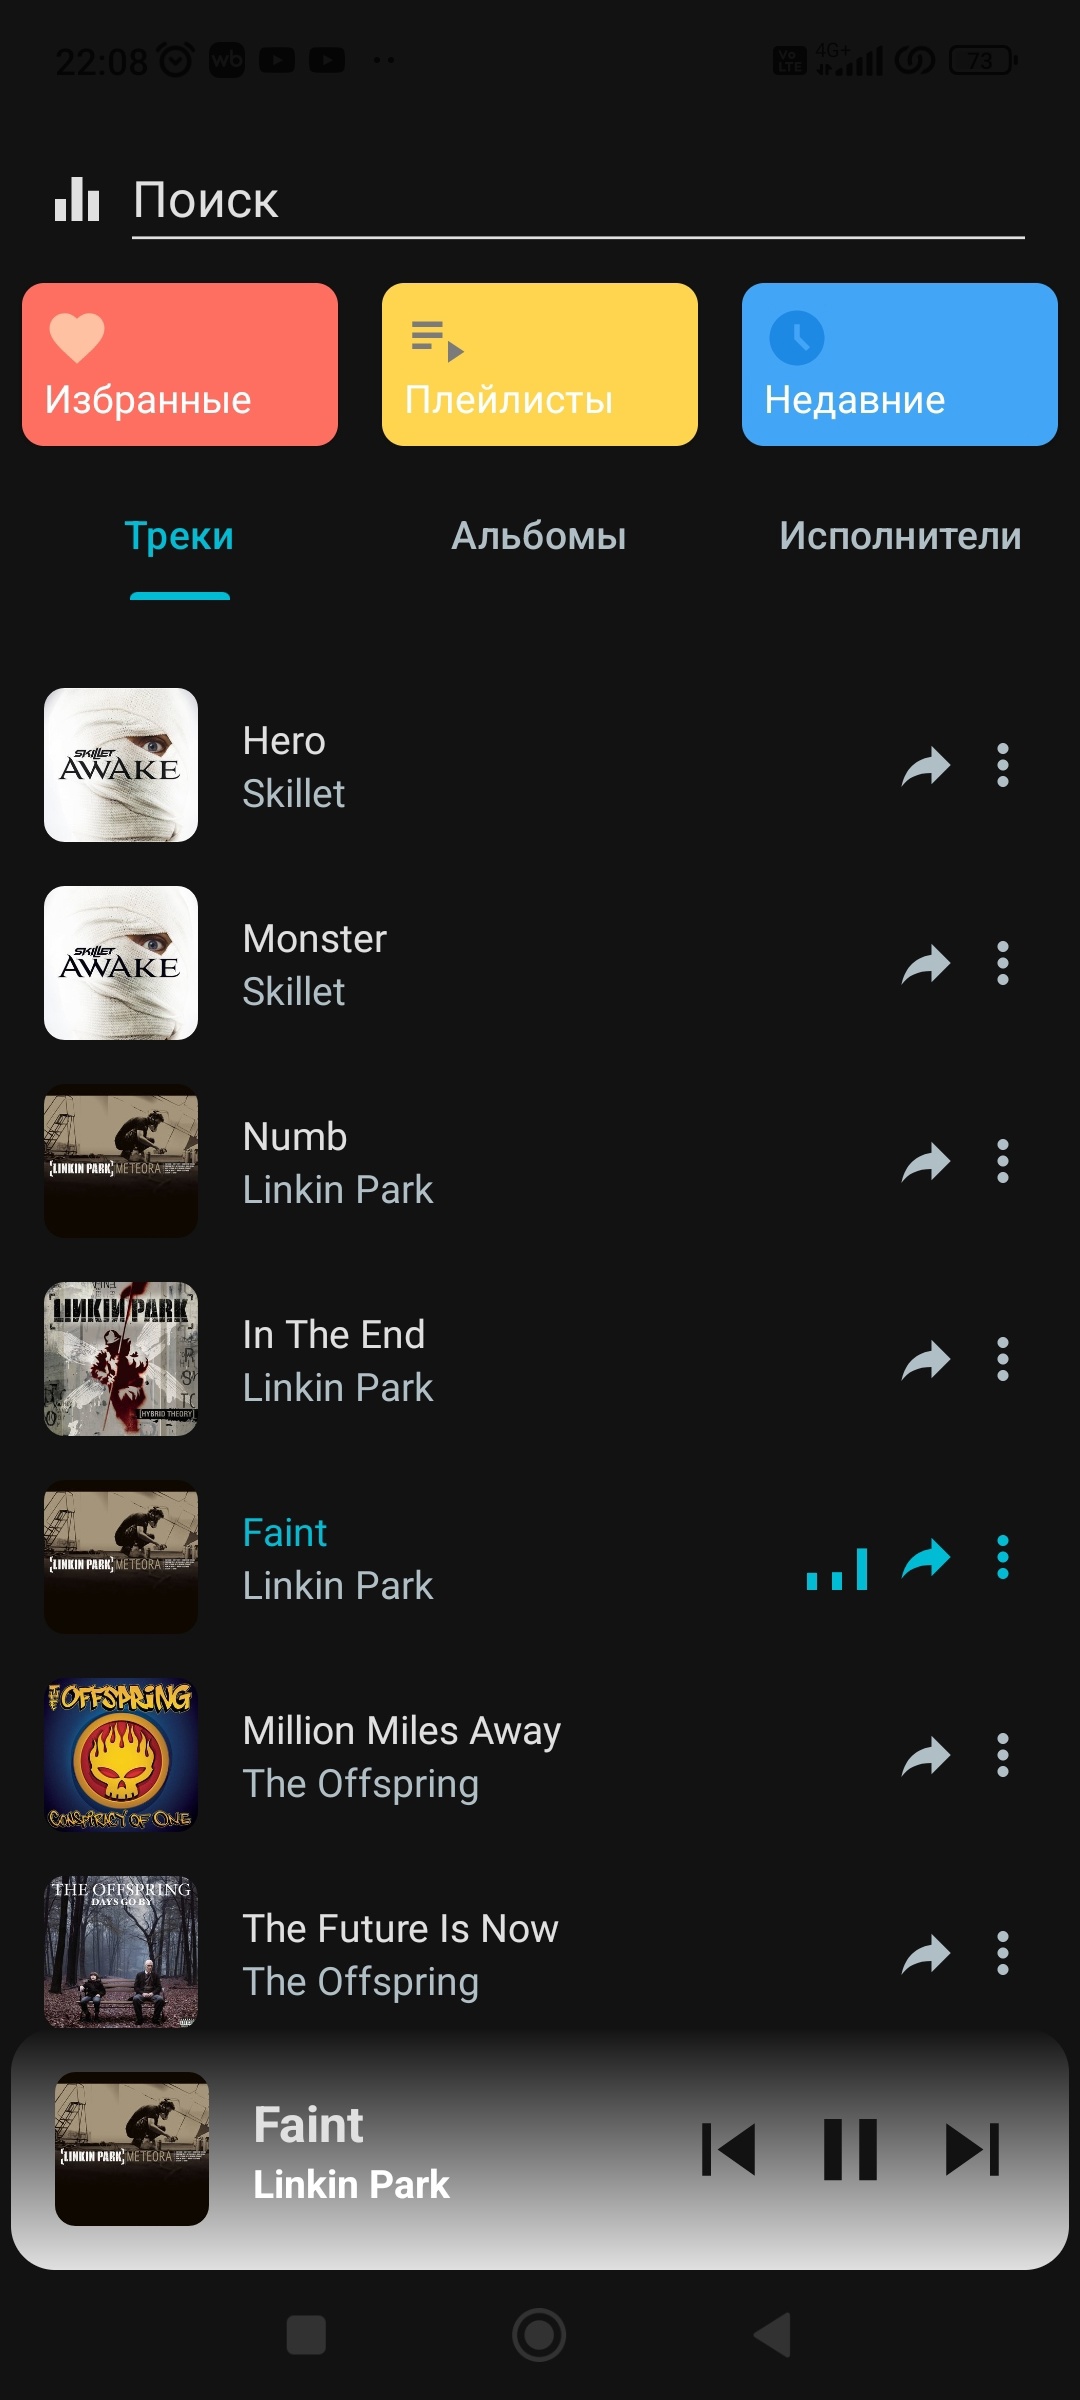 22:08
wb
Vo LTE
4G+
73
Поиск
Избранные
Плейлисты
Недавние
Треки
Альбомы
Исполнители
SKILLET
AWAKE
Hero
Skillet
SKILLET
AWAKE
Monster
Skillet
[LINKIN PARK] METEORA
Numb
Linkin Park
LINKIN PARK
[HYBRID THEORY]
In The End
Linkin Park
[LINKIN PARK] METEORA
Faint
Linkin Park
THE OFFSPRING
CONSPIRACY OF ONE
Million Miles Away
The Offspring
THE OFFSPRING
DAYS GO BY
The Future Is Now
The Offspring
[LINKIN PARK] METEORA
Faint
Linkin Park